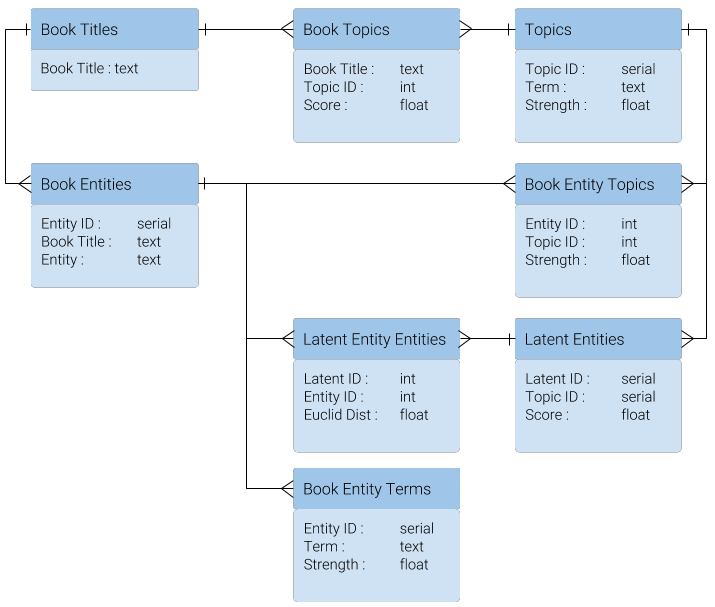 Book Titles
Book Title : text
Book Topics
Book Title : text
Topic ID : int
Score : float
Topics
Topic ID : serial
Term : text
Strength : float
Book Entities
Entity ID : serial
Book Title : text
Entity : text
Book Entity Topics
Entity ID : int
Topic ID : int
Strength : float
Latent Entity Entities
Latent ID : int
Entity ID : int
Euclid Dist : float
Latent Entities
Latent ID : serial
Topic ID : serial
Score : float
Book Entity Terms
Entity ID : serial
Term : text
Strength : float